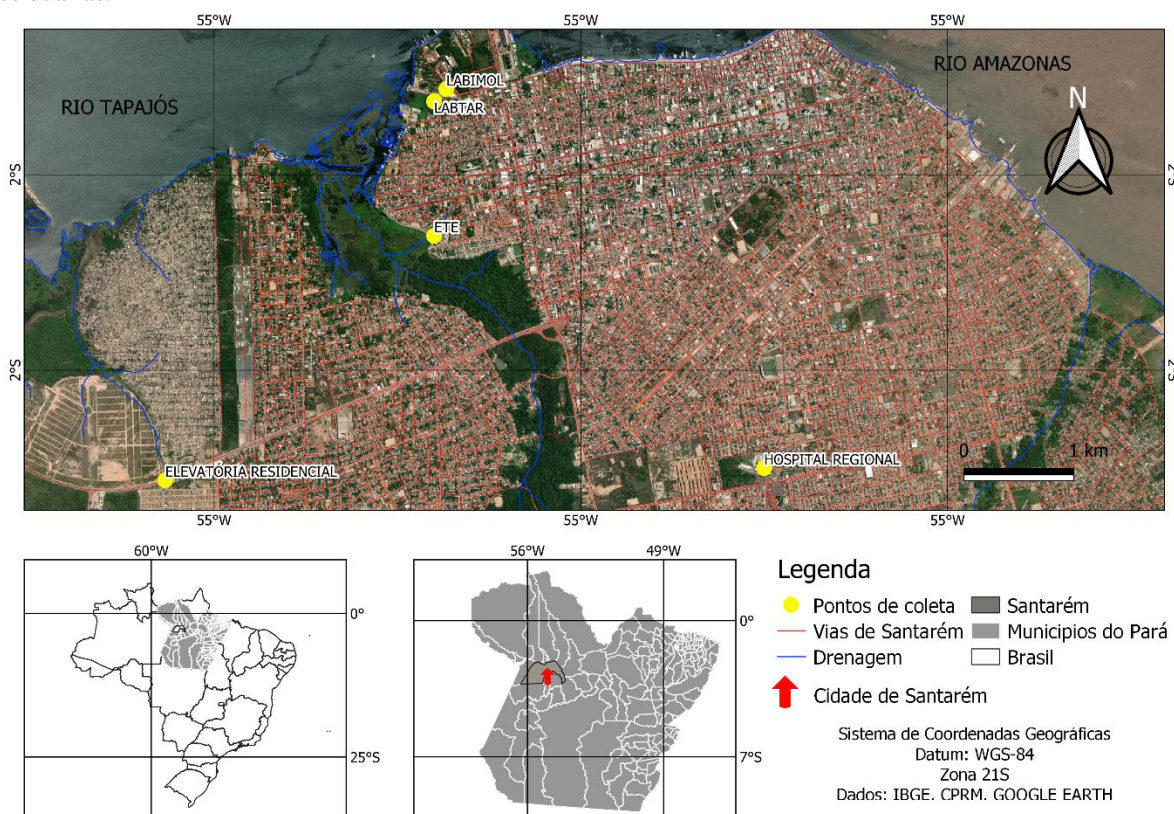 55°W 55°W 55°W
RIO TAPAJÓS
RIO AMAZONAS
LABIMOL
LABTAR
N
2°S 2°S
ETE
2°S 2°S
ELEVATÓRIA RESIDENCIAL
HOSPITAL REGIONAL
0 1 km
55°W 55°W 55°W
60°W
0°
25°S
56°W 49°W
0°
7°S
Legenda
Pontos de coleta
Vias de Santarém
Drenagem
Cidade de Santarém
Santarém
Municipios do Pará
Brasil
Sistema de Coordenadas Geográficas
Datum: WGS-84
Zona 21S
Dados: IBGE, CPRM, GOOGLE EARTH